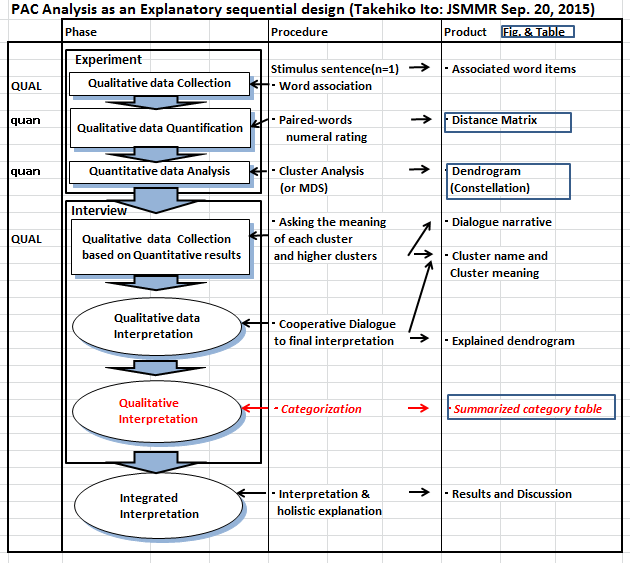 PAC Analysis as an Explanatory sequential design (Takehiko Ito: JSMMR Sep. 20, 2015)
Phase
Procedure
Product
Fig. & Table
Experiment
QUAL
Qualitative data Collection
Stimulus sentence(n=1)
· Word association
· Associated word items
quan
Qualitative data Quantification
· Paired-words
numeral rating
· Distance Matrix
quan
Quantitative data Analysis
· Cluster Analysis
(or MDS)
· Dendrogram
(Constellation)
Interview
QUAL
Qualitative data Collection
based on Quantitative results
· Asking the meaning
of each cluster
and higher clusters
· Dialogue narrative
· Cluster name and
Cluster meaning
Qualitative data
Interpretation
· Cooperative Dialogue
to final interpretation
· Explained dendrogram
Qualitative
Interpretation
· Categorization
· Summarized category table
Integrated
Interpretation
· Interpretation &
holistic explanation
· Results and Discussion